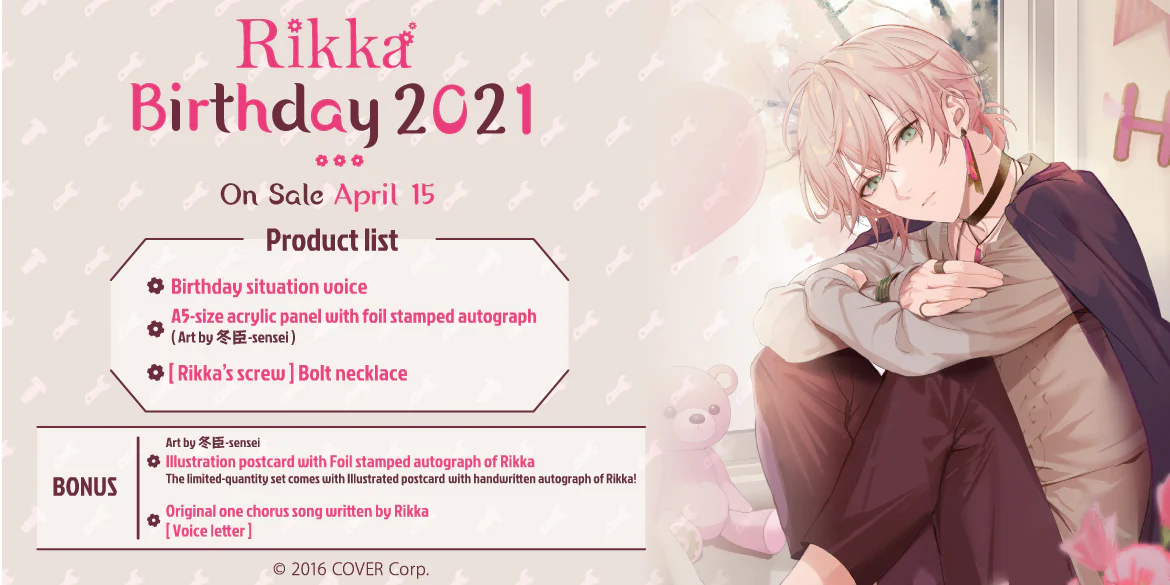 Rikka
Birthday 2021
On Sale April 15
Product list
Birthday situation voice
A5-size acrylic panel with foil stamped autograph
( Art by 冬臣-sensei )
[ Rikka's screw ] Bolt necklace
BONUS
Art by 冬臣-sensei
Illustration postcard with Foil stamped autograph of Rikka
The limited-quantity set comes with Illustrated postcard with handwritten autograph of Rikka!
Original one chorus song written by Rikka
[ Voice letter ]
© 2016 COVER Corp.
H